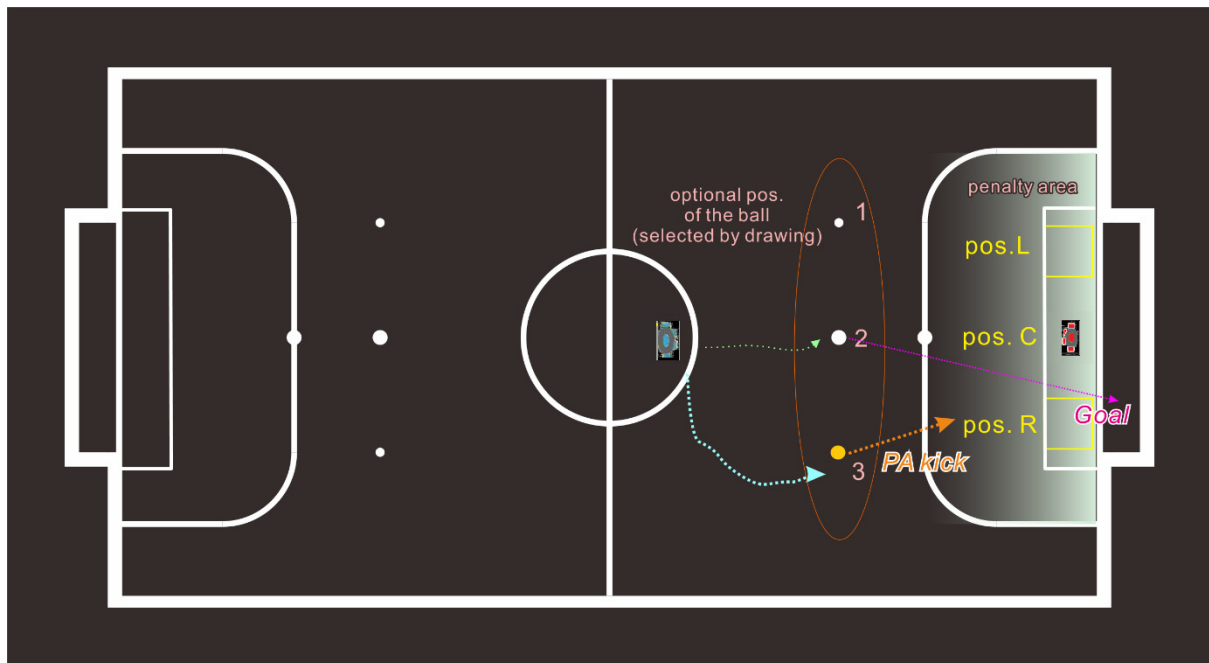 optional pos.
of the ball
(selected by drawing)
1
penalty area
pos.L
2
pos. C
Goal
pos. R
PA kick
3